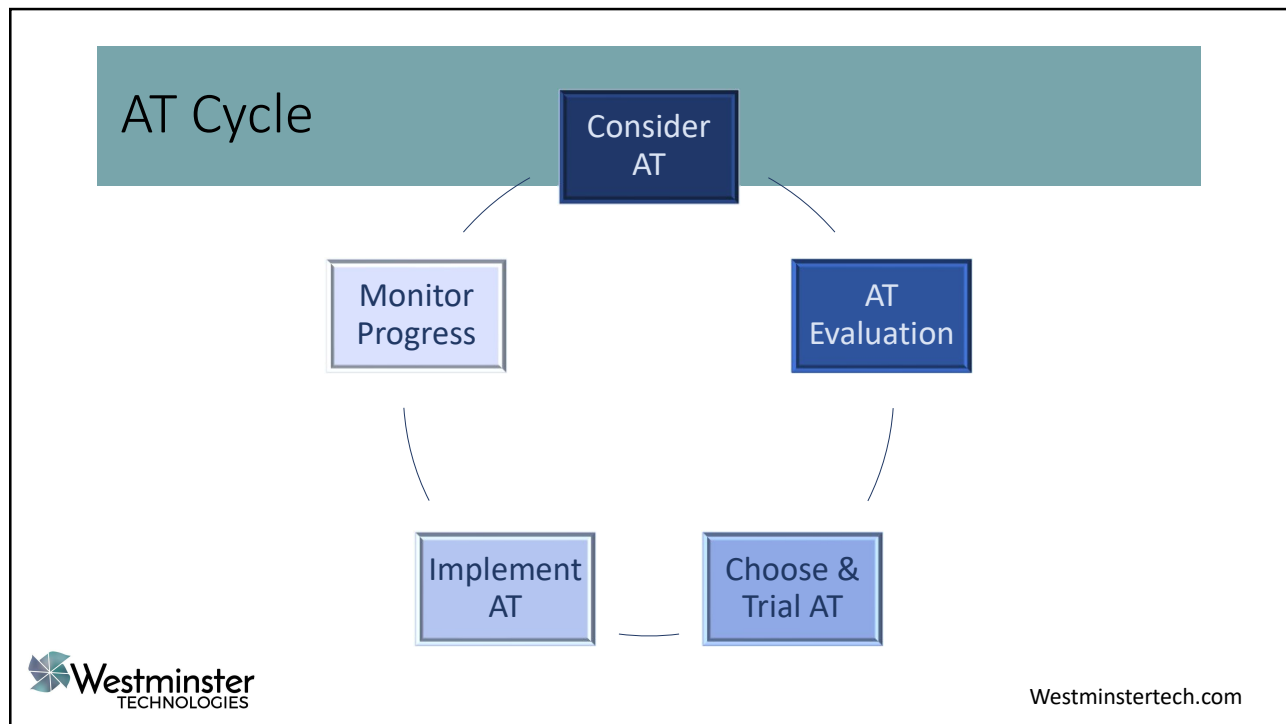 AT Cycle
Consider
AT
AT
Evaluation
Choose &
Trial AT
Implement
AT
Monitor
Progress
Westminster
TECHNOLOGIES
Westminstertech.com